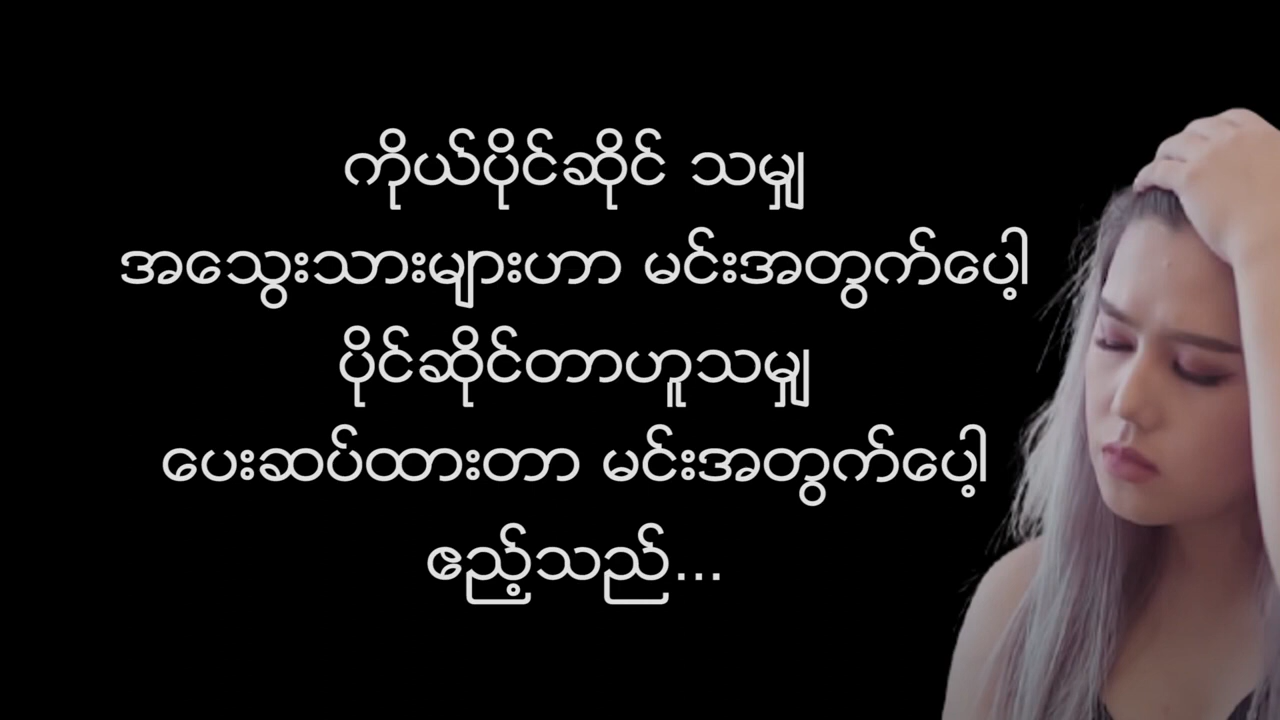 ကိုယ်ပိုင်ဆိုင် သမျှ
အသွေးသားများဟာ မင်းအတွက်ပေါ့
ပိုင်ဆိုင်တာဟူသမျှ
ပေးဆပ်ထားတာ မင်းအတွက်ပေါ့
ဧည့်သည်...